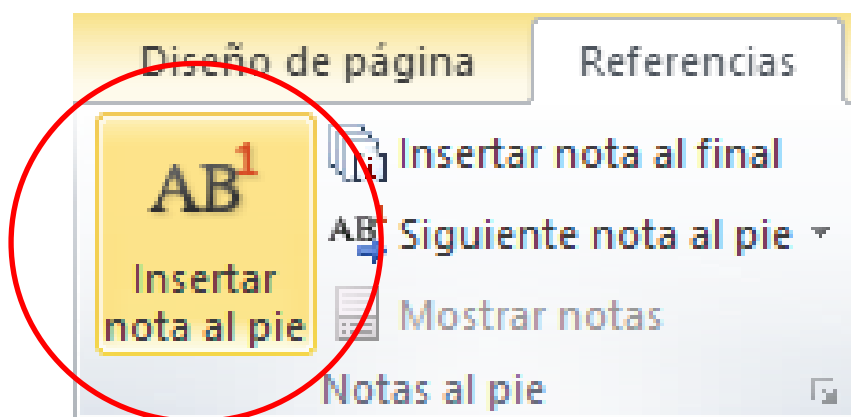 Diseño de página
Referencias
AB1
Insertar
nota al pie
[i] Insertar nota al final
AB1 Siguiente nota al pie
Mostrar notas
Notas al pie